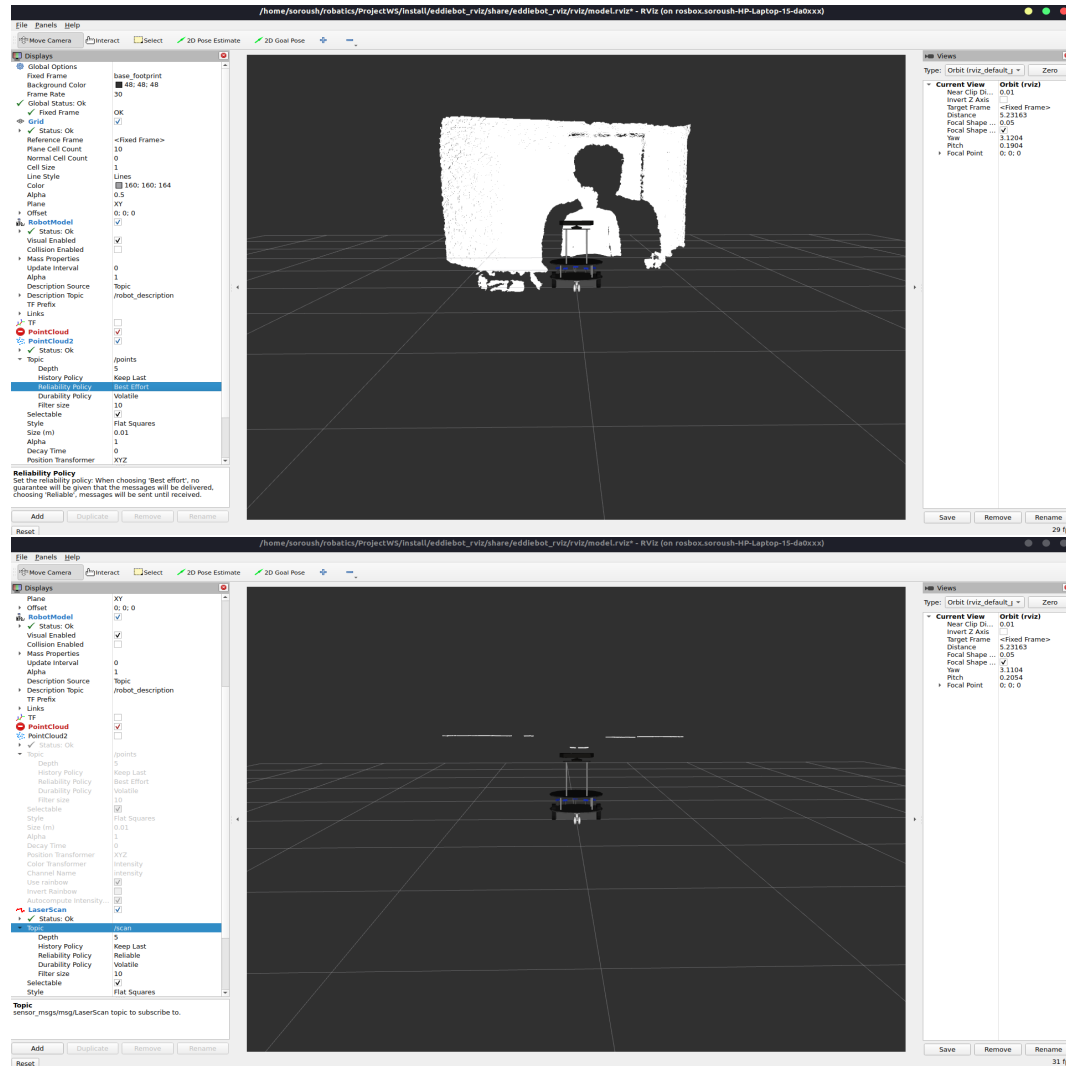 /home/soroush/robatics/ProjectWS/install/eddiebot_rviz/share/eddiebot_rviz/rviz/model.rviz* - RViz (on rosbox.soroush-HP-Laptop-15-da0xxx)
File Panels Help
Move Camera Interact Select 2D Pose Estimate 2D Goal Pose
Displays
Global Options
Fixed Frame base_footprint
Background Color 48; 48; 48
Frame Rate 30
Global Status: Ok
Fixed Frame OK
Grid
Status: Ok
Reference Frame <Fixed Frame>
Plane Cell Count 10
Normal Cell Count 0
Cell Size 1
Line Style Lines
Color 160; 160; 164
Alpha 0.5
Plane XY
Offset 0; 0; 0
RobotModel
Status: Ok
Visual Enabled
Collision Enabled
Mass Properties
Update Interval 0
Alpha 1
Description Source Topic
Description Topic /robot_description
TF Prefix
Links
TF
PointCloud
PointCloud2
Status: Ok
Topic /points
Depth 5
History Policy Keep Last
Reliability Policy Best Effort
Durability Policy Volatile
Filter size 10
Selectable
Style Flat Squares
Size (m) 0.01
Alpha 1
Decay Time 0
Position Transformer XYZ
Reliability Policy
Set the reliability policy: When choosing 'Best effort', no
guarantee will be given that the messages will be delivered,
choosing 'Reliable', messages will be sent until received.
Add Duplicate Remove Rename
Reset
Views
Type: Orbit (rviz_default_ Zero
Current View Orbit (rviz)
Near Clip Di... 0.01
Invert Z Axis
Target Frame <Fixed Frame>
Distance 5.23163
Focal Shape ... 0.05
Focal Shape ...
Yaw 3.1204
Pitch 0.1904
Focal Point 0; 0; 0
Save Remove Rename
29 f
/home/soroush/robatics/ProjectWS/install/eddiebot_rviz/share/eddiebot_rviz/rviz/model.rviz* - RViz (on rosbox.soroush-HP-Laptop-15-da0xxx)
File Panels Help
Move Camera Interact Select 2D Pose Estimate 2D Goal Pose
Displays
Plane XY
Offset 0; 0; 0
RobotModel
Status: Ok
Visual Enabled
Collision Enabled
Mass Properties
Update Interval 0
Alpha 1
Description Source Topic
Description Topic /robot_description
TF Prefix
Links
TF
PointCloud
PointCloud2
Status: Ok
Topic /points
Depth 5
History Policy Keep Last
Reliability Policy Best Effort
Durability Policy Volatile
Filter size 10
Selectable
Style Flat Squares
Size (m) 0.01
Alpha 1
Decay Time 0
Position Transformer XYZ
Color Transformer Intensity
Channel Name intensity
Use rainbow
Invert Rainbow
Autocompute Intensity...
LaserScan
Status: Ok
Topic /scan
Depth 5
History Policy Keep Last
Reliability Policy Reliable
Durability Policy Volatile
Filter size 10
Selectable
Style Flat Squares
Topic
sensor_msgs/msg/LaserScan topic to subscribe to.
Add Duplicate Remove Rename
Reset
Views
Type: Orbit (rviz_default_ Zero
Current View Orbit (rviz)
Near Clip Di... 0.01
Invert Z Axis
Target Frame <Fixed Frame>
Distance 5.23163
Focal Shape ... 0.05
Focal Shape ...
Yaw 3.1104
Pitch 0.2054
Focal Point 0; 0; 0
Save Remove Rename
31 f